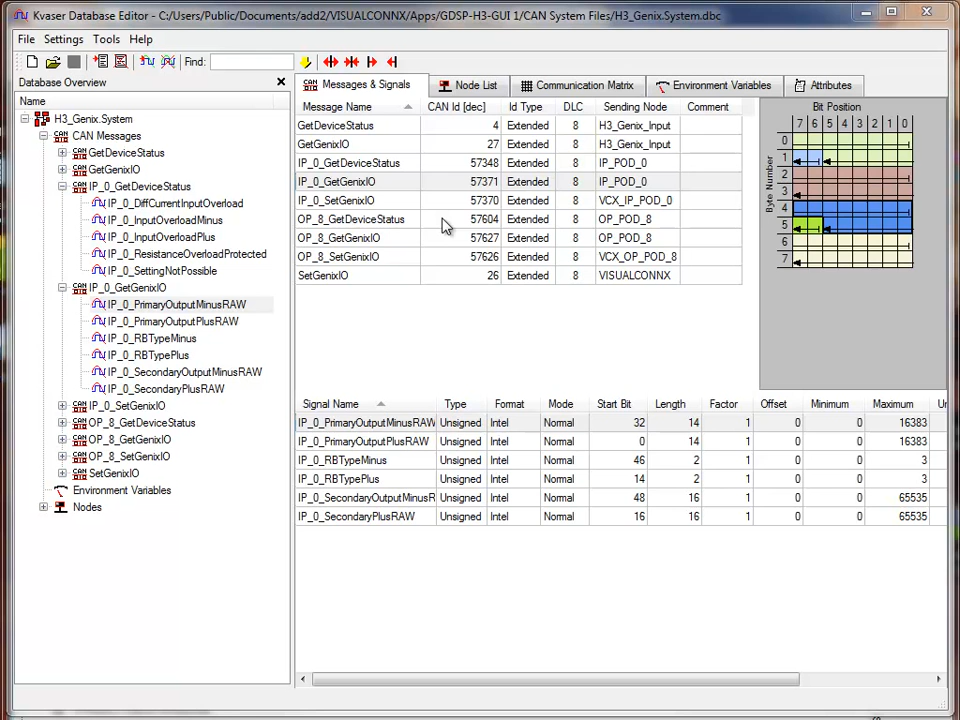 Kvaser Database Editor - C:/Users/Public/Documents/add2/VISUALCONNX/Apps/GDSP-H3-GUI 1/CAN System Files/H3_Genix.System.dbc
File Settings Tools Help
Find:
Database Overview
Name
H3_Genix.System
CAN Messages
GetDeviceStatus
GetGenixIO
IP_0_GetDeviceStatus
IP_0_DiffCurrentInputOverload
IP_0_InputOverloadMinus
IP_0_InputOverloadPlus
IP_0_ResistanceOverloadProtected
IP_0_SettingNotPossible
IP_0_GetGenixIO
IP_0_PrimaryOutputMinusRAW
IP_0_PrimaryOutputPlusRAW
IP_0_RBTypeMinus
IP_0_RBTypePlus
IP_0_SecondaryOutputMinusRAW
IP_0_SecondaryPlusRAW
IP_0_SetGenixIO
OP_8_GetDeviceStatus
OP_8_GetGenixIO
OP_8_SetGenixIO
SetGenixIO
Environment Variables
Nodes
Messages & Signals Node List Communication Matrix Environment Variables Attributes
Message Name CAN Id [dec] Id Type DLC Sending Node Comment
GetDeviceStatus 4 Extended 8 H3_Genix_Input
GetGenixIO 27 Extended 8 H3_Genix_Input
IP_0_GetDeviceStatus 57348 Extended 8 IP_POD_0
IP_0_GetGenixIO 57371 Extended 8 IP_POD_0
IP_0_SetGenixIO 57370 Extended 8 VCX_IP_POD_0
OP_8_GetDeviceStatus 57604 Extended 8 OP_POD_8
OP_8_GetGenixIO 57627 Extended 8 OP_POD_8
OP_8_SetGenixIO 57626 Extended 8 VCX_OP_POD_8
SetGenixIO 26 Extended 8 VISUALCONNX
Bit Position
7 6 5 4 3 2 1 0
Byte Number
0
1
2
3
4
5
6
7
Signal Name Type Format Mode Start Bit Length Factor Offset Minimum Maximum Ur
IP_0_PrimaryOutputMinusRAW Unsigned Intel Normal 32 14 1 0 0 16383
IP_0_PrimaryOutputPlusRAW Unsigned Intel Normal 0 14 1 0 0 16383
IP_0_RBTypeMinus Unsigned Intel Normal 46 2 1 0 0 3
IP_0_RBTypePlus Unsigned Intel Normal 14 2 1 0 0 3
IP_0_SecondaryOutputMinusR Unsigned Intel Normal 48 16 1 0 0 65535
IP_0_SecondaryPlusRAW Unsigned Intel Normal 16 16 1 0 0 65535